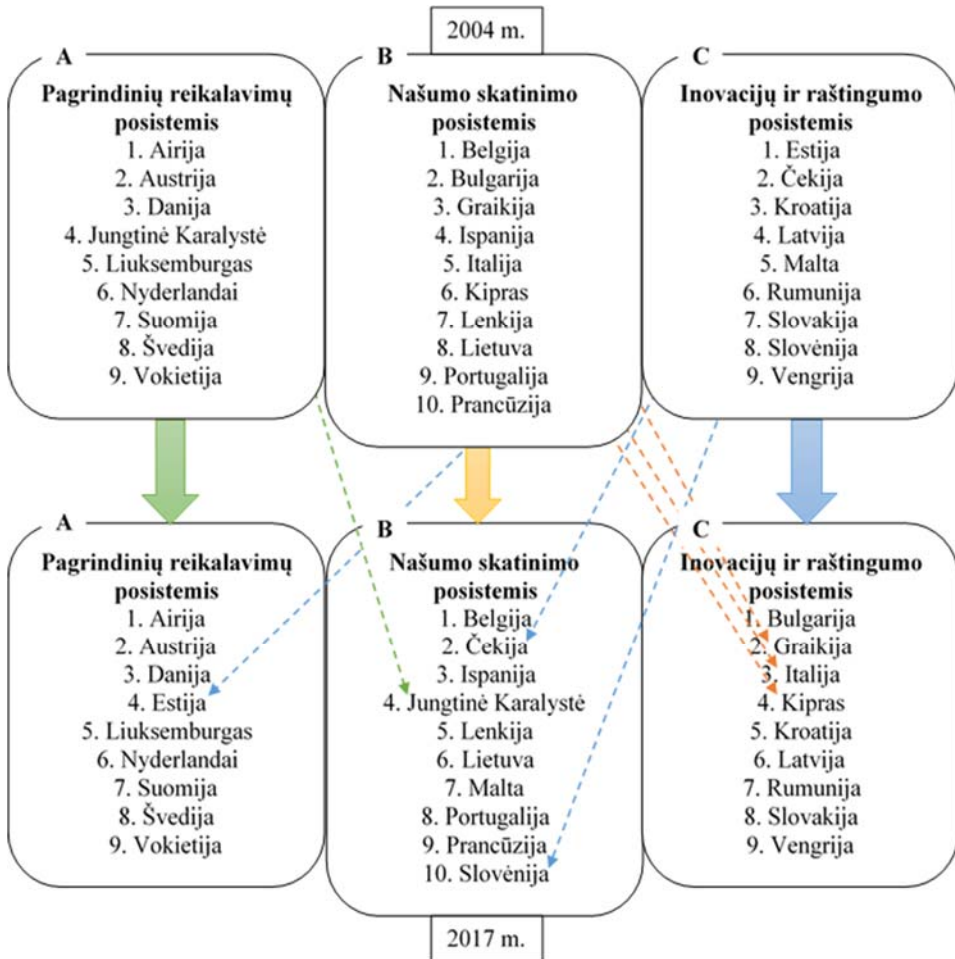 2004 m.
A
Pagrindinių reikalavimų
posistemis
1. Airija
2. Austrija
3. Danija
4. Jungtinė Karalystė
5. Liuksemburgas
6. Nyderlandai
7. Suomija
8. Švedija
9. Vokietija
B
Našumo skatinimo
posistemis
1. Belgija
2. Bulgarija
3. Graikija
4. Ispanija
5. Italija
6. Kipras
7. Lenkija
8. Lietuva
9. Portugalija
10. Prancūzija
C
Inovacijų ir raštingumo
posistemis
1. Estija
2. Čekija
3. Kroatija
4. Latvija
5. Malta
6. Rumunija
7. Slovakija
8. Slovėnija
9. Vengrija
A
Pagrindinių reikalavimų
posistemis
1. Airija
2. Austrija
3. Danija
4. Estija
5. Liuksemburgas
6. Nyderlandai
7. Suomija
8. Švedija
9. Vokietija
B
Našumo skatinimo
posistemis
1. Belgija
2. Čekija
3. Ispanija
4. Jungtinė Karalystė
5. Lenkija
6. Lietuva
7. Malta
8. Portugalija
9. Prancūzija
10. Slovėnija
C
Inovacijų ir raštingumo
posistemis
1. Bulgarija
2. Graikija
3. Italija
4. Kipras
5. Kroatija
6. Latvija
7. Rumunija
8. Slovakija
9. Vengrija
2017 m.